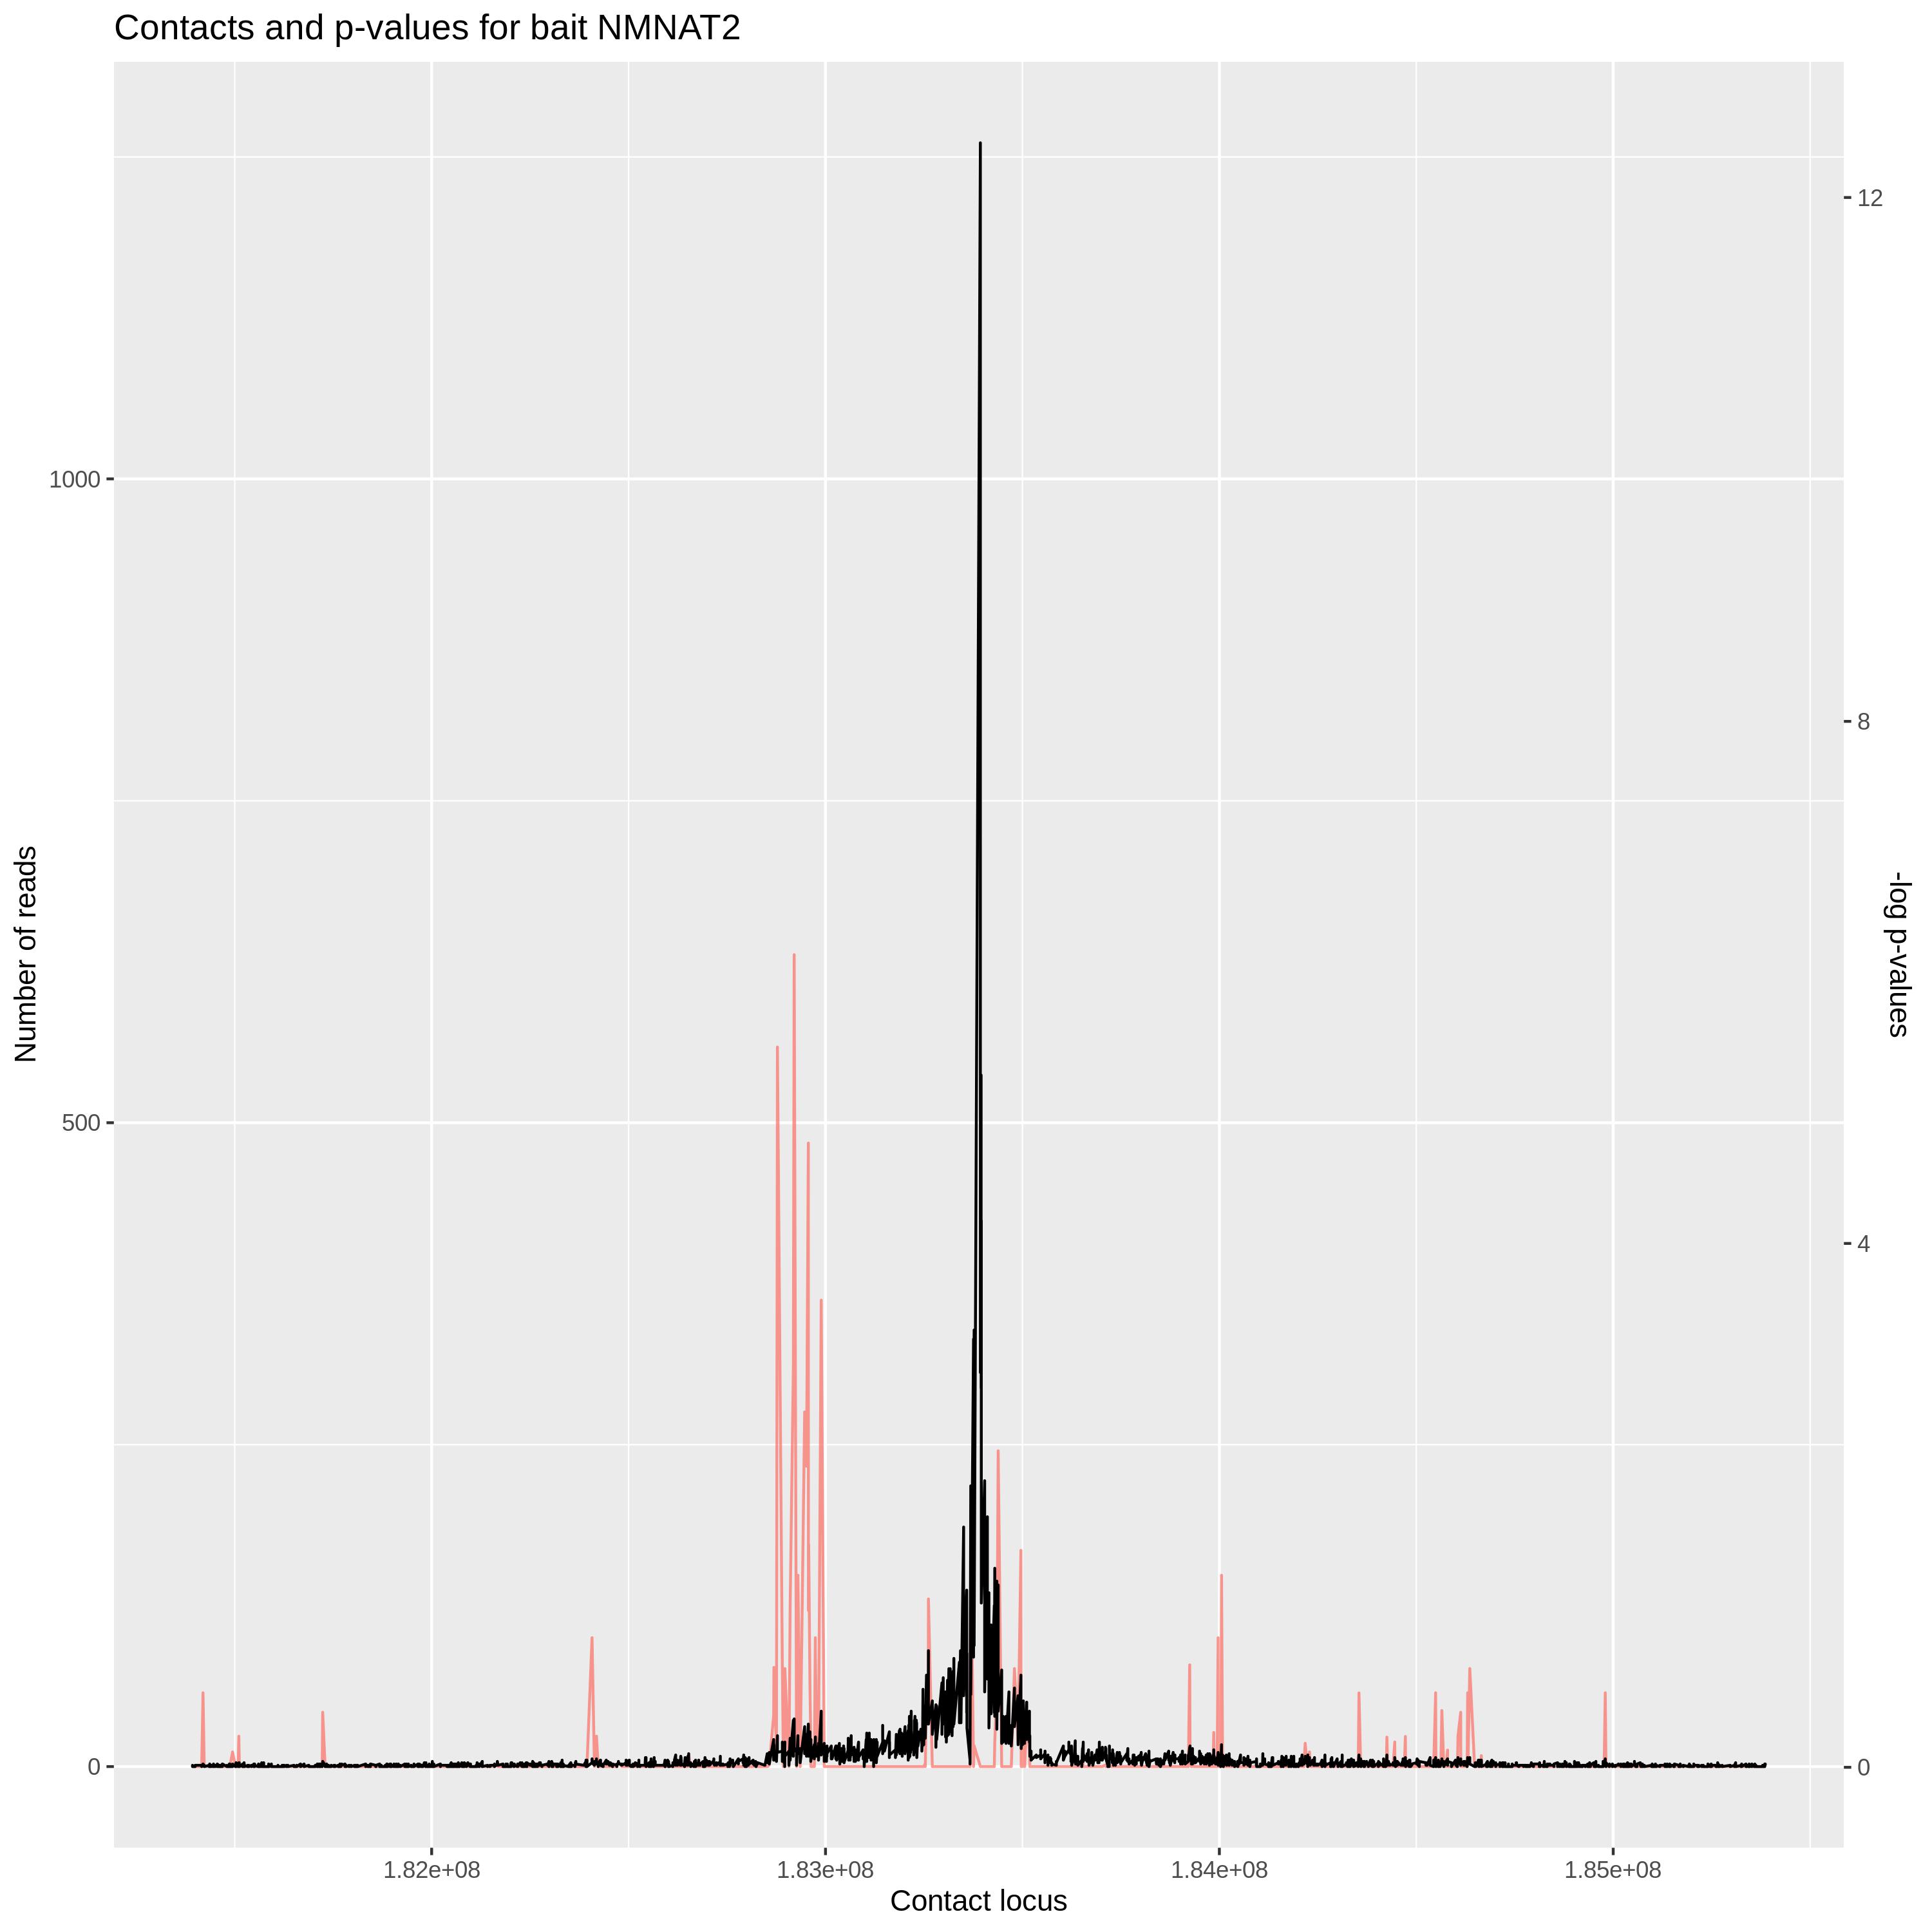 Contacts and p-values for bait NMNAT2
Number of reads
1000
500
0
12
8
4
0
-log p-values
1.82e+08
1.83e+08
1.84e+08
1.85e+08
Contact locus